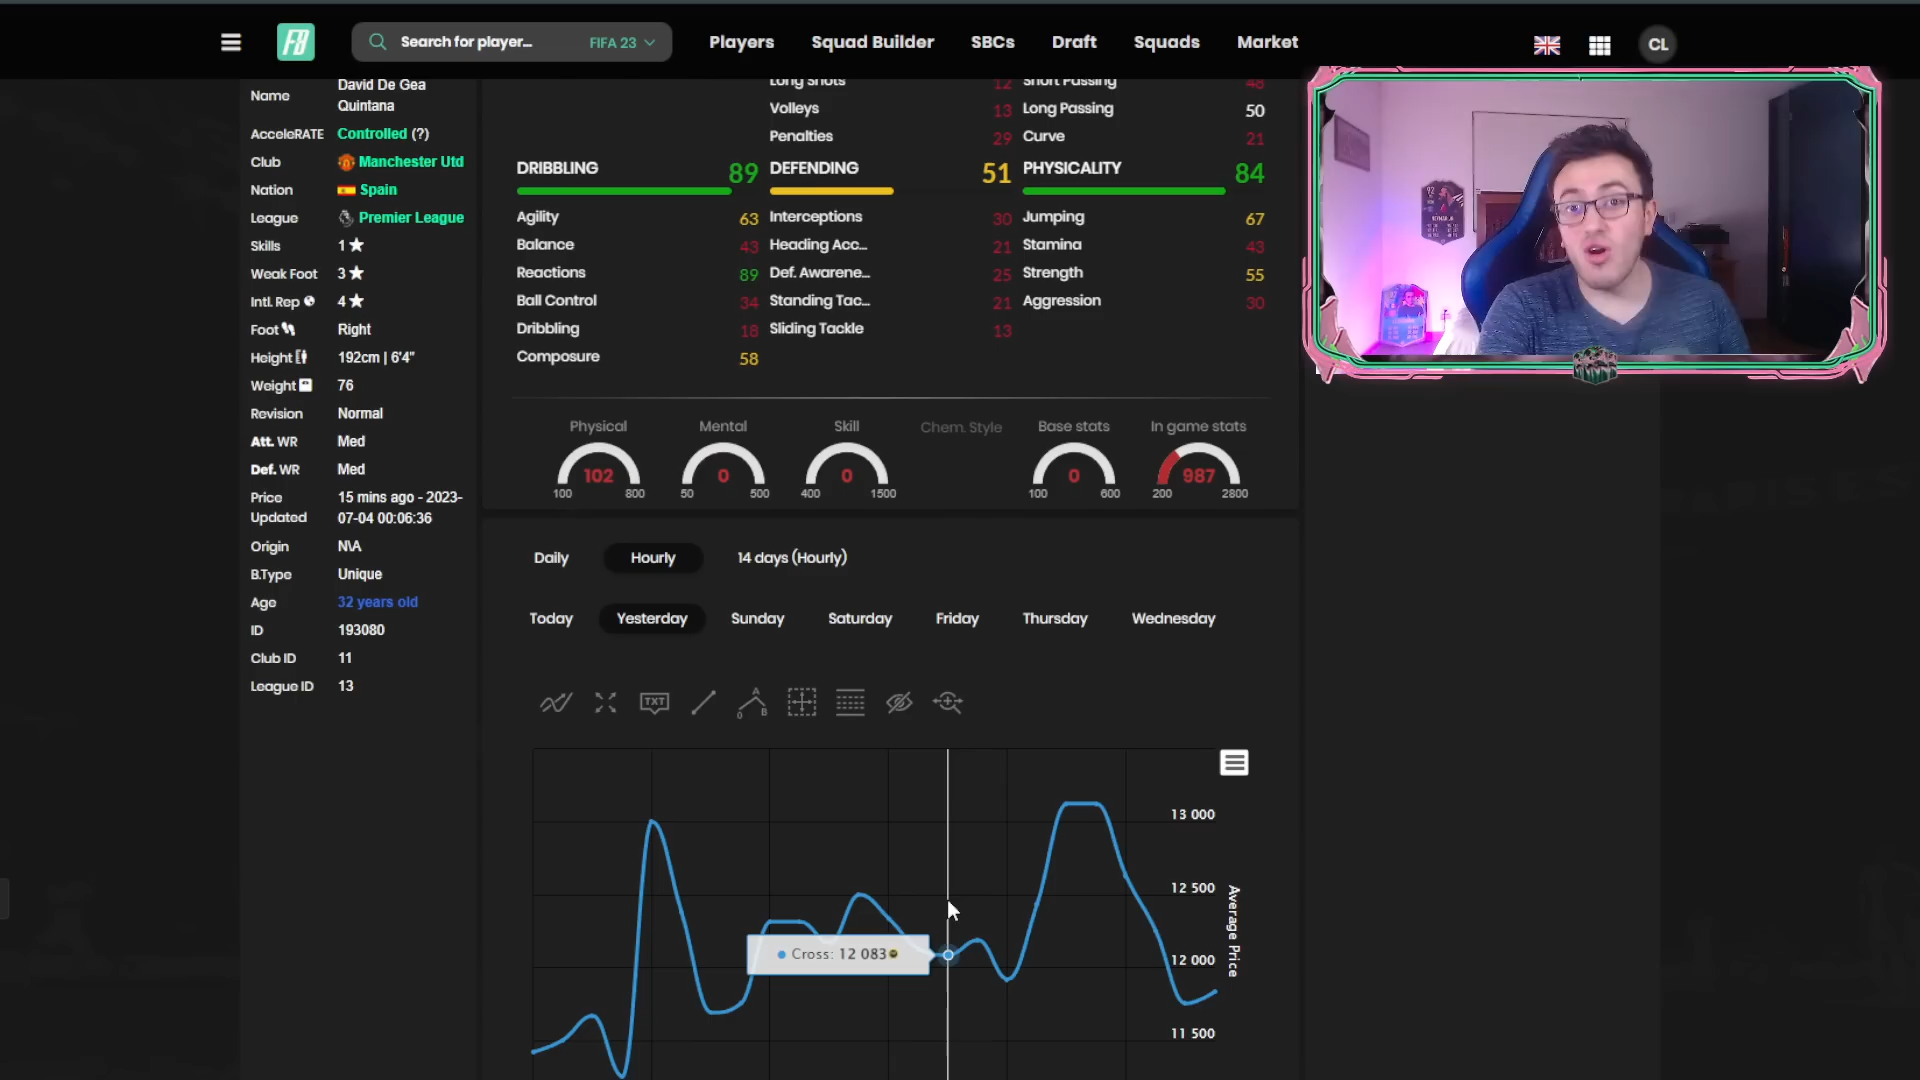 Search for player...
FIFA 23
Players
Squad Builder
SBCs
Draft
Squads
Market
CL
Name
David De Gea
Quintana
AcceleRATE
Controlled (?)
Club
Manchester Utd
Nation
Spain
League
Premier League
Skills
1
Weak Foot
3
Intl. Rep
4
Foot
Right
Height
192cm | 6'4"
Weight
76
Revision
Normal
Att. WR
Med
Def. WR
Med
Price
Updated
15 mins ago - 2023-
07-04 00:06:36
Origin
N\A
B.Type
Unique
Age
32 years old
ID
193080
Club ID
11
League ID
13
Long Shots 12
Volleys 13
Penalties 29
Short Passing 48
Long Passing 50
Curve 21
DRIBBLING 89
Agility 63
Balance 43
Reactions 89
Ball Control 34
Dribbling 18
Composure 58
DEFENDING 51
Interceptions 30
Heading Acc... 21
Def. Awarene... 25
Standing Tac... 21
Sliding Tackle 13
PHYSICALITY 84
Jumping 67
Stamina 43
Strength 55
Aggression 30
Physical
102
100 800
Mental
0
50 500
Skill
0
400 1500
Chem. Style
Base stats
0
100 600
In game stats
987
200 2800
Daily
Hourly
14 days (Hourly)
Today
Yesterday
Sunday
Saturday
Friday
Thursday
Wednesday
TXT
A
0 B
13 000
12 500
12 000
11 500
Average Price
Cross: 12 083